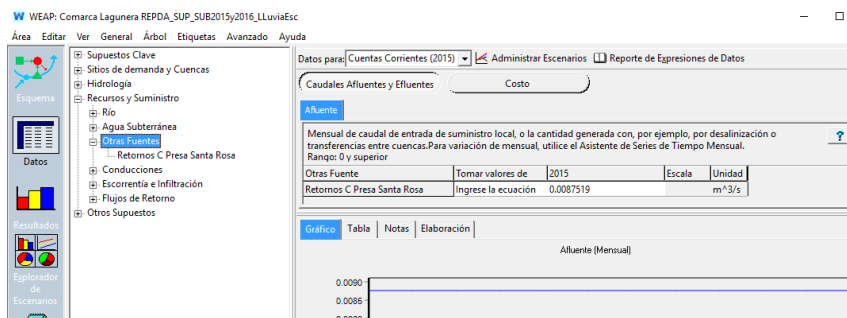 WEAP: Comarca Lagunera REPDA_SUP_SUB2015y2016_LLuviaEsc
Área Editar Ver General Árbol Etiquetas Avanzado Ayuda
Esquema
Datos
Resultados
Explorador
de
Escenarios
Supuestos Clave
Sitios de demanda y Cuencas
Hidrología
Recursos y Suministro
Río
Agua Subterránea
Otras Fuentes
Retornos C Presa Santa Rosa
Conducciones
Escorrentía e Infiltración
Flujos de Retorno
Otros Supuestos
Datos para: Cuentas Corrientes (2015) Administrar Escenarios Reporte de Expresiones de Datos
Caudales Afluentes y Efluentes Costo
Afluente
Mensual de caudal de entrada de suministro local, o la cantidad generada con, por ejemplo, por desalinización o
transferencias entre cuencas.Para variación de mensual, utilice el Asistente de Series de Tiempo Mensual.
Rango: 0 y superior
?
Otras Fuente Tomar valores de 2015 Escala Unidad
Retornos C Presa Santa Rosa Ingrese la ecuación 0.0087519 m^3/s
Gráfico Tabla Notas Elaboración
Afluente (Mensual)
0.0090
0.0085